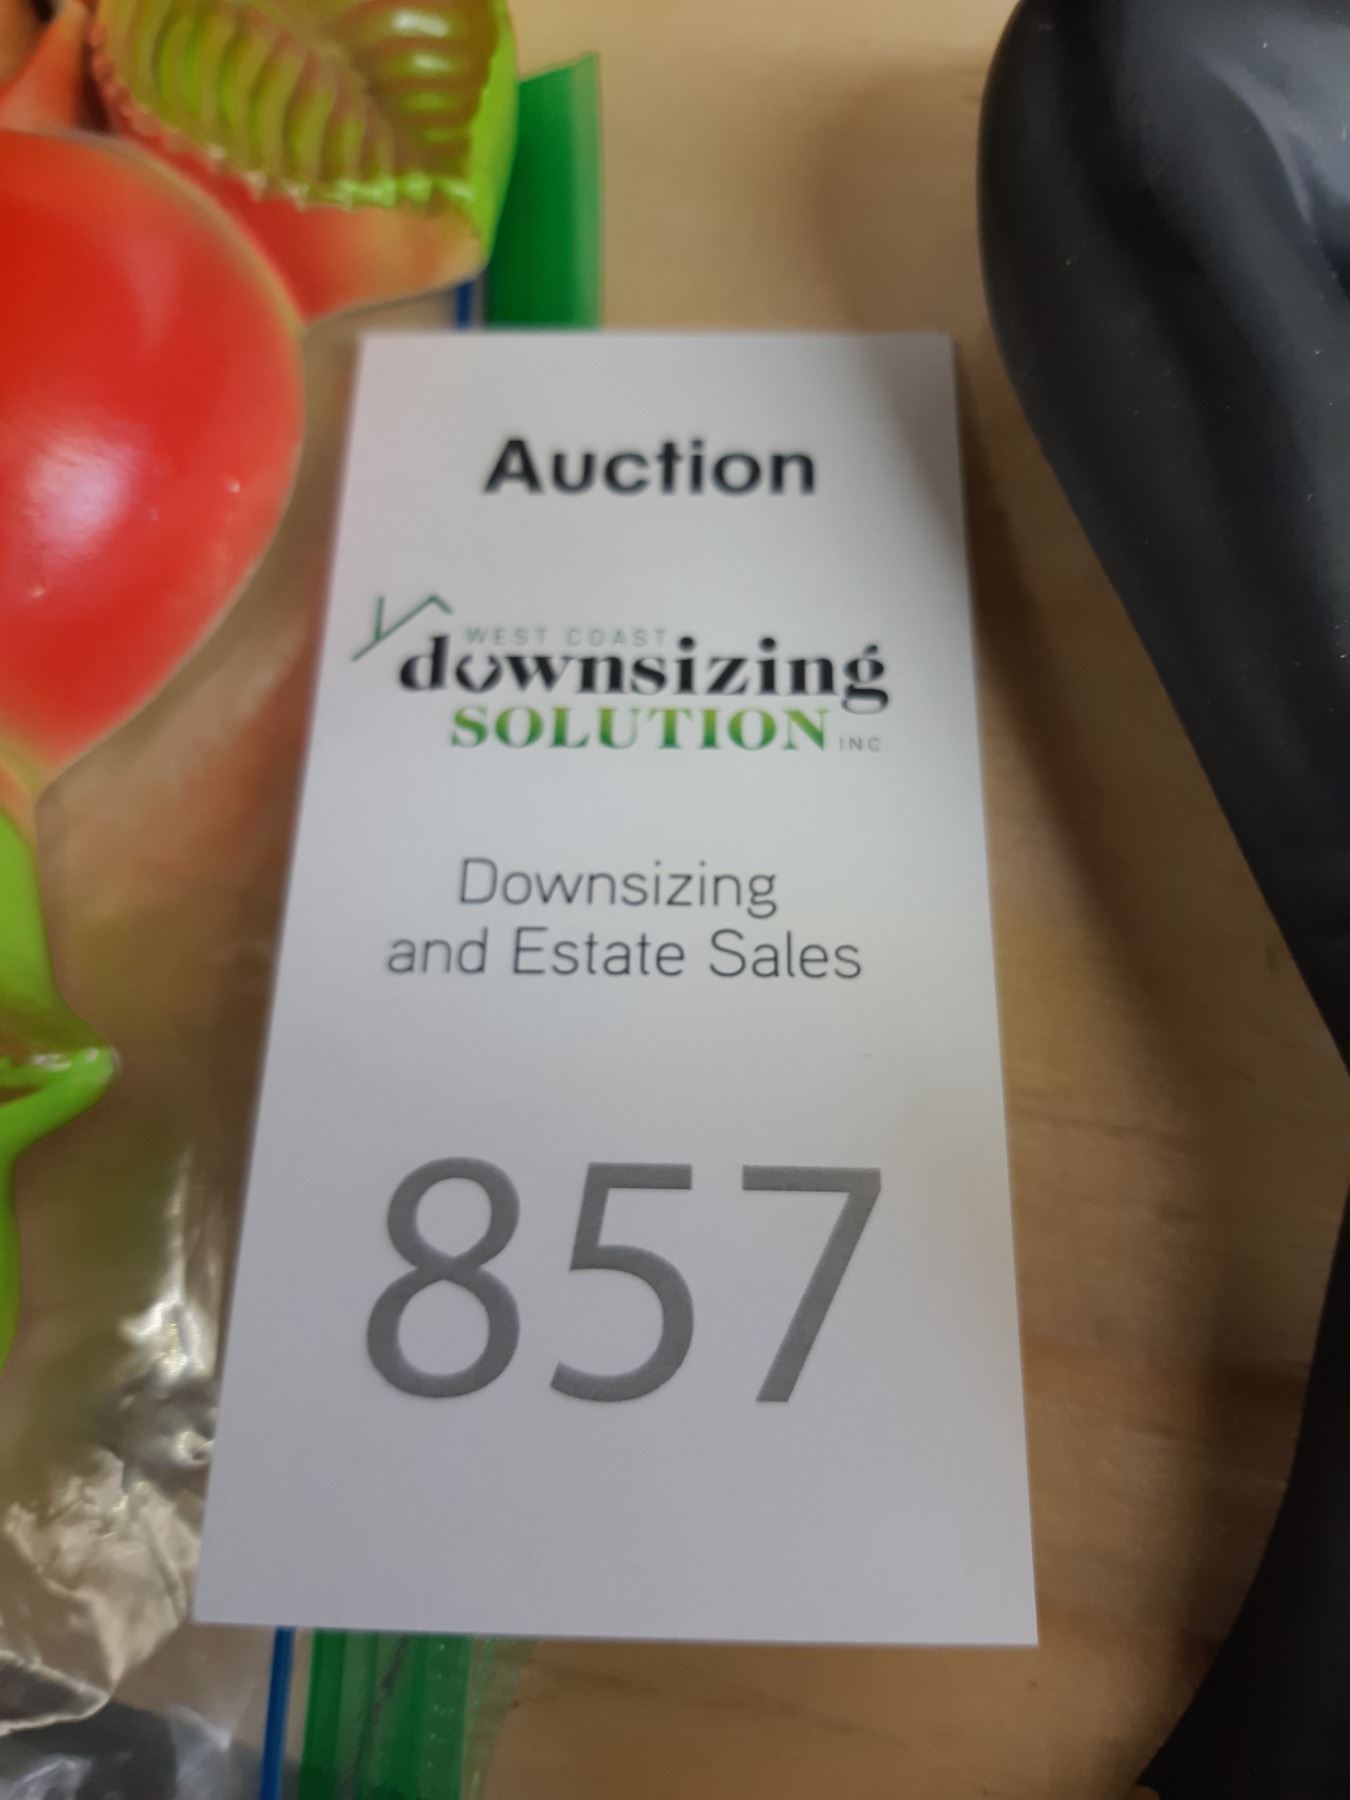 Auction
WEST COAST
downsizing
SOLUTION INC.
Downsizing
and Estate Sales
857